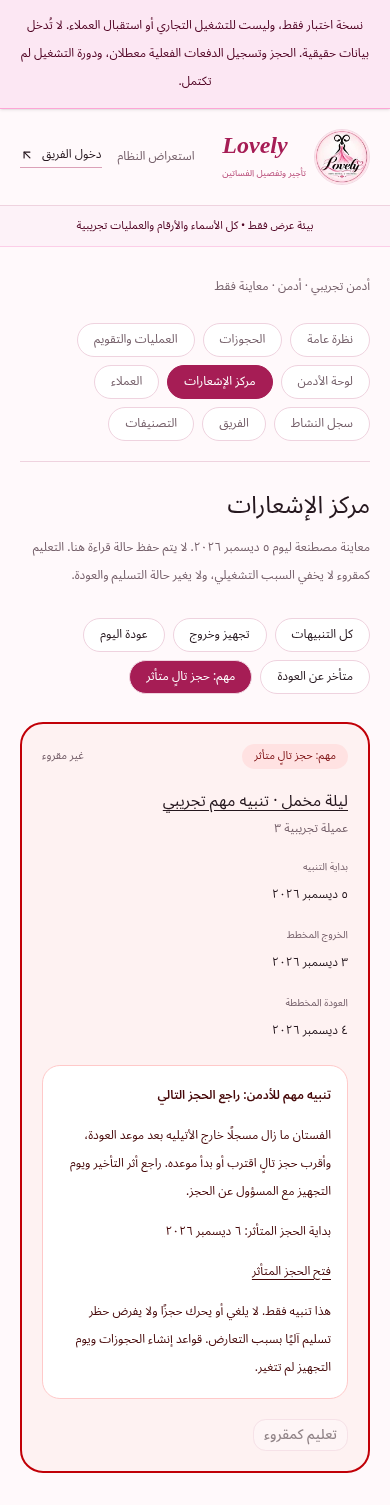 نسخة اختبار فقط، وليست للتشغيل التجاري أو استقبال العملاء. لا تُدخل
بيانات حقيقية. الحجز وتسجيل الدفعات الفعلية معطلان، ودورة التشغيل لم
تكتمل.
Lovely
Lovely
تأجير وتفصيل الفساتين
استعراض النظام
دخول الفريق
بيئة عرض فقط • كل الأسماء والأرقام والعمليات تجريبية
أدمن تجريبي · أدمن · معاينة فقط
نظرة عامة
الحجوزات
العمليات والتقويم
لوحة الأدمن
مركز الإشعارات
العملاء
سجل النشاط
الفريق
التصنيفات
مركز الإشعارات
معاينة مصطنعة ليوم ٥ ديسمبر ٢٠٢٦. لا يتم حفظ حالة قراءة هنا. التعليم
كمقروء لا يخفي السبب التشغيلي، ولا يغير حالة التسليم والعودة.
كل التنبيهات
تجهيز وخروج
عودة اليوم
متأخر عن العودة
مهم: حجز تالٍ متأثر
مهم: حجز تالٍ متأثر
غير مقروء
ليلة مخمل · تنبيه مهم تجريبي
عميلة تجريبية ٣
بداية التنبيه
٥ ديسمبر ٢٠٢٦
الخروج المخطط
٣ ديسمبر ٢٠٢٦
العودة المخططة
٤ ديسمبر ٢٠٢٦
تنبيه مهم للأدمن: راجع الحجز التالي
الفستان ما زال مسجلًا خارج الأتيليه بعد موعد العودة،
وأقرب حجز تالٍ اقترب أو بدأ موعده. راجع أثر التأخير ويوم
التجهيز مع المسؤول عن الحجز.
بداية الحجز المتأثر: ٦ ديسمبر ٢٠٢٦
فتح الحجز المتأثر
هذا تنبيه فقط. لا يلغي أو يحرك حجزًا ولا يفرض حظر
تسليم آليًا بسبب التعارض. قواعد إنشاء الحجوزات ويوم
التجهيز لم تتغير.
تعليم كمقروء